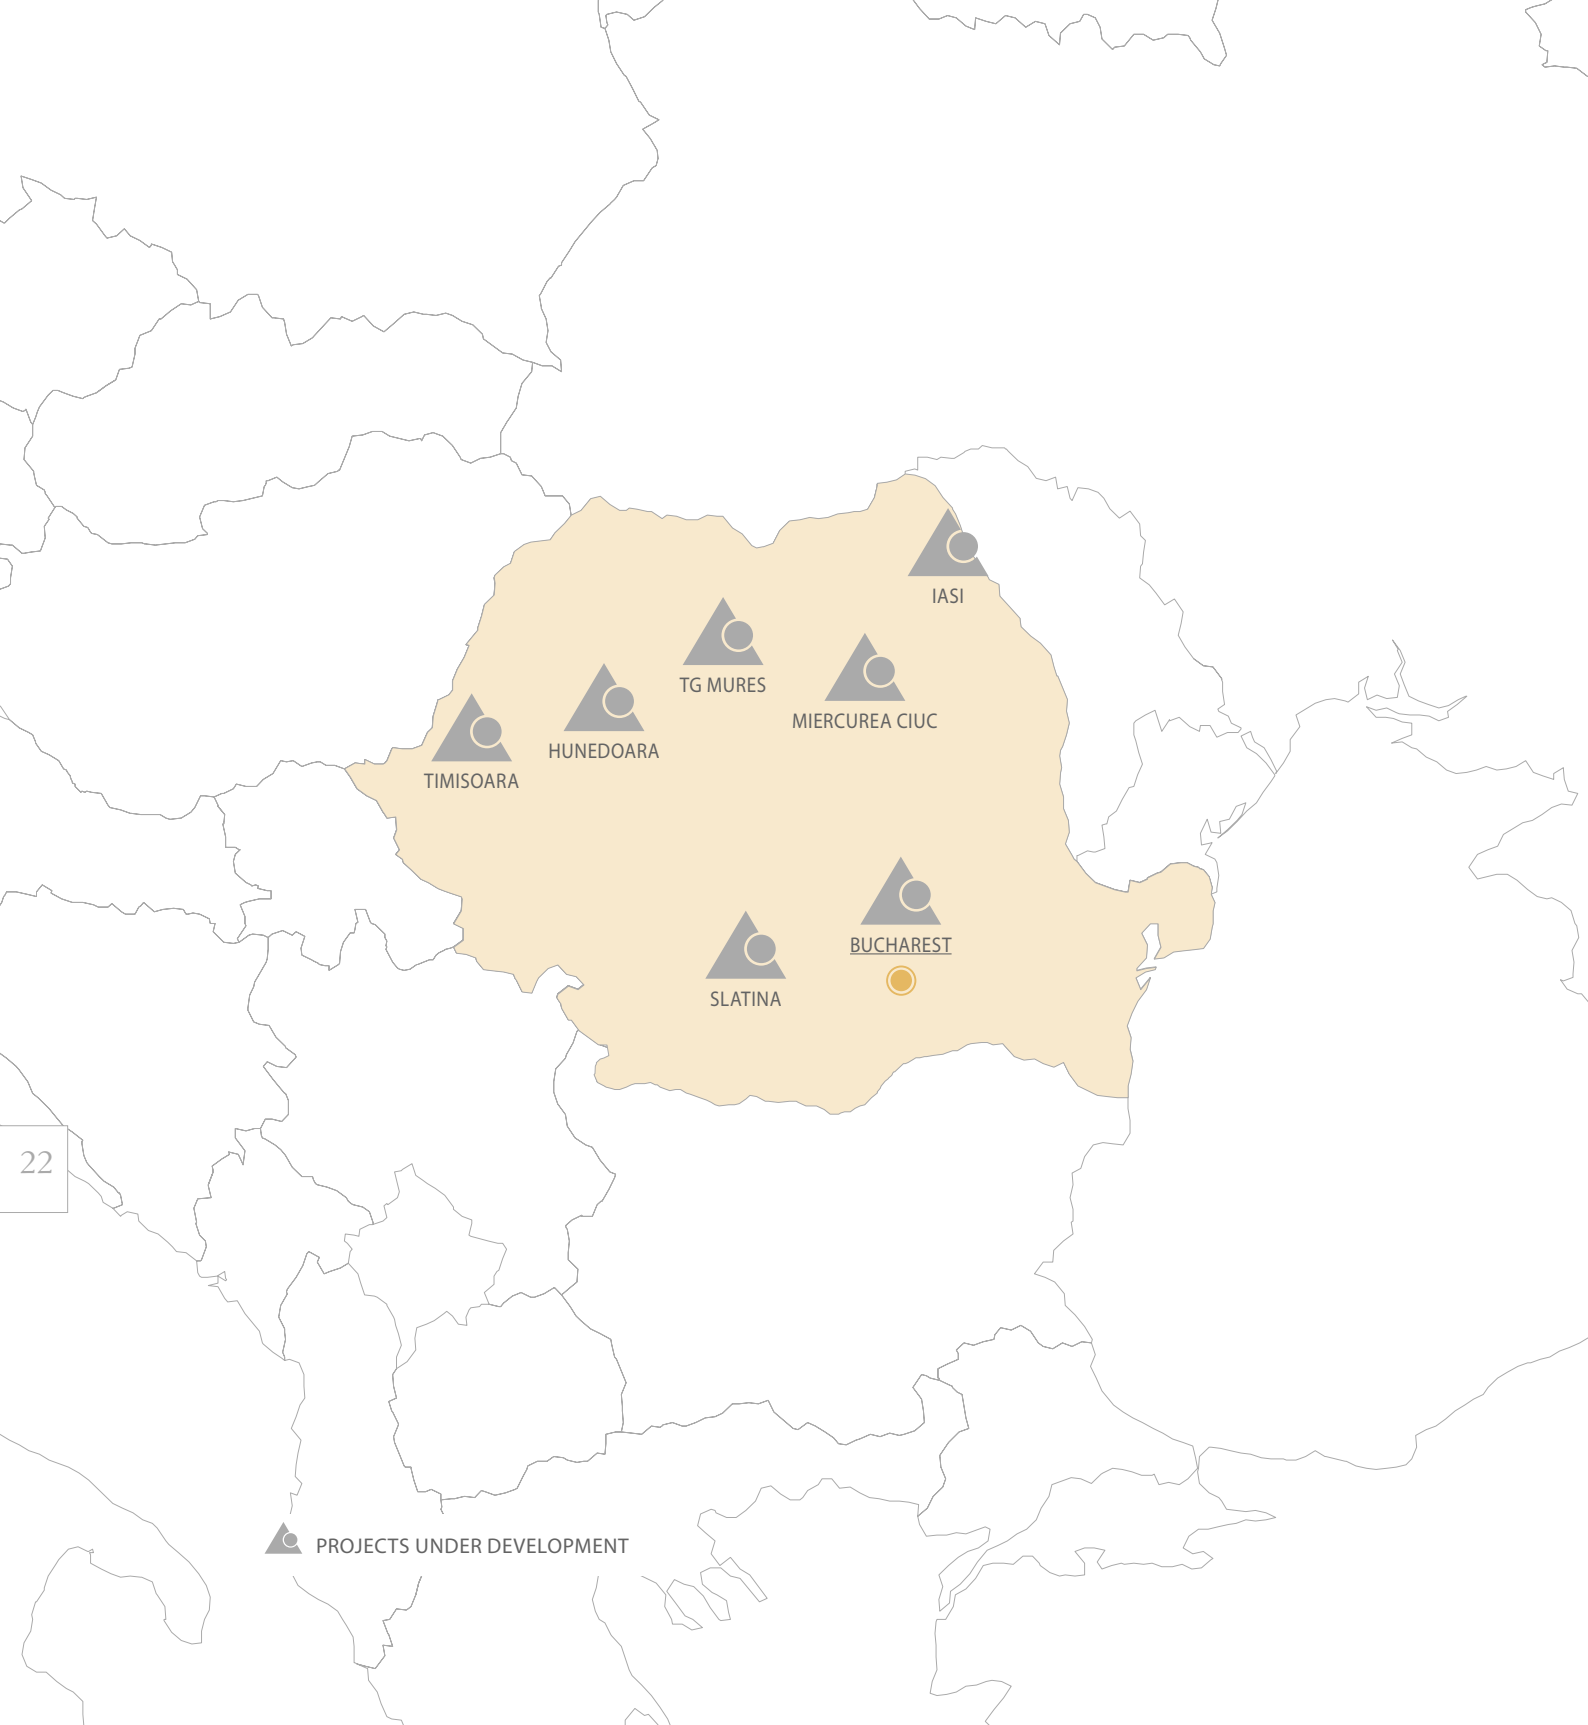 IASI
TG MURES
MIERCUREA CIUC
HUNEDOARA
TIMISOARA
BUCHAREST
SLATINA
22
PROJECTS UNDER DEVELOPMENT